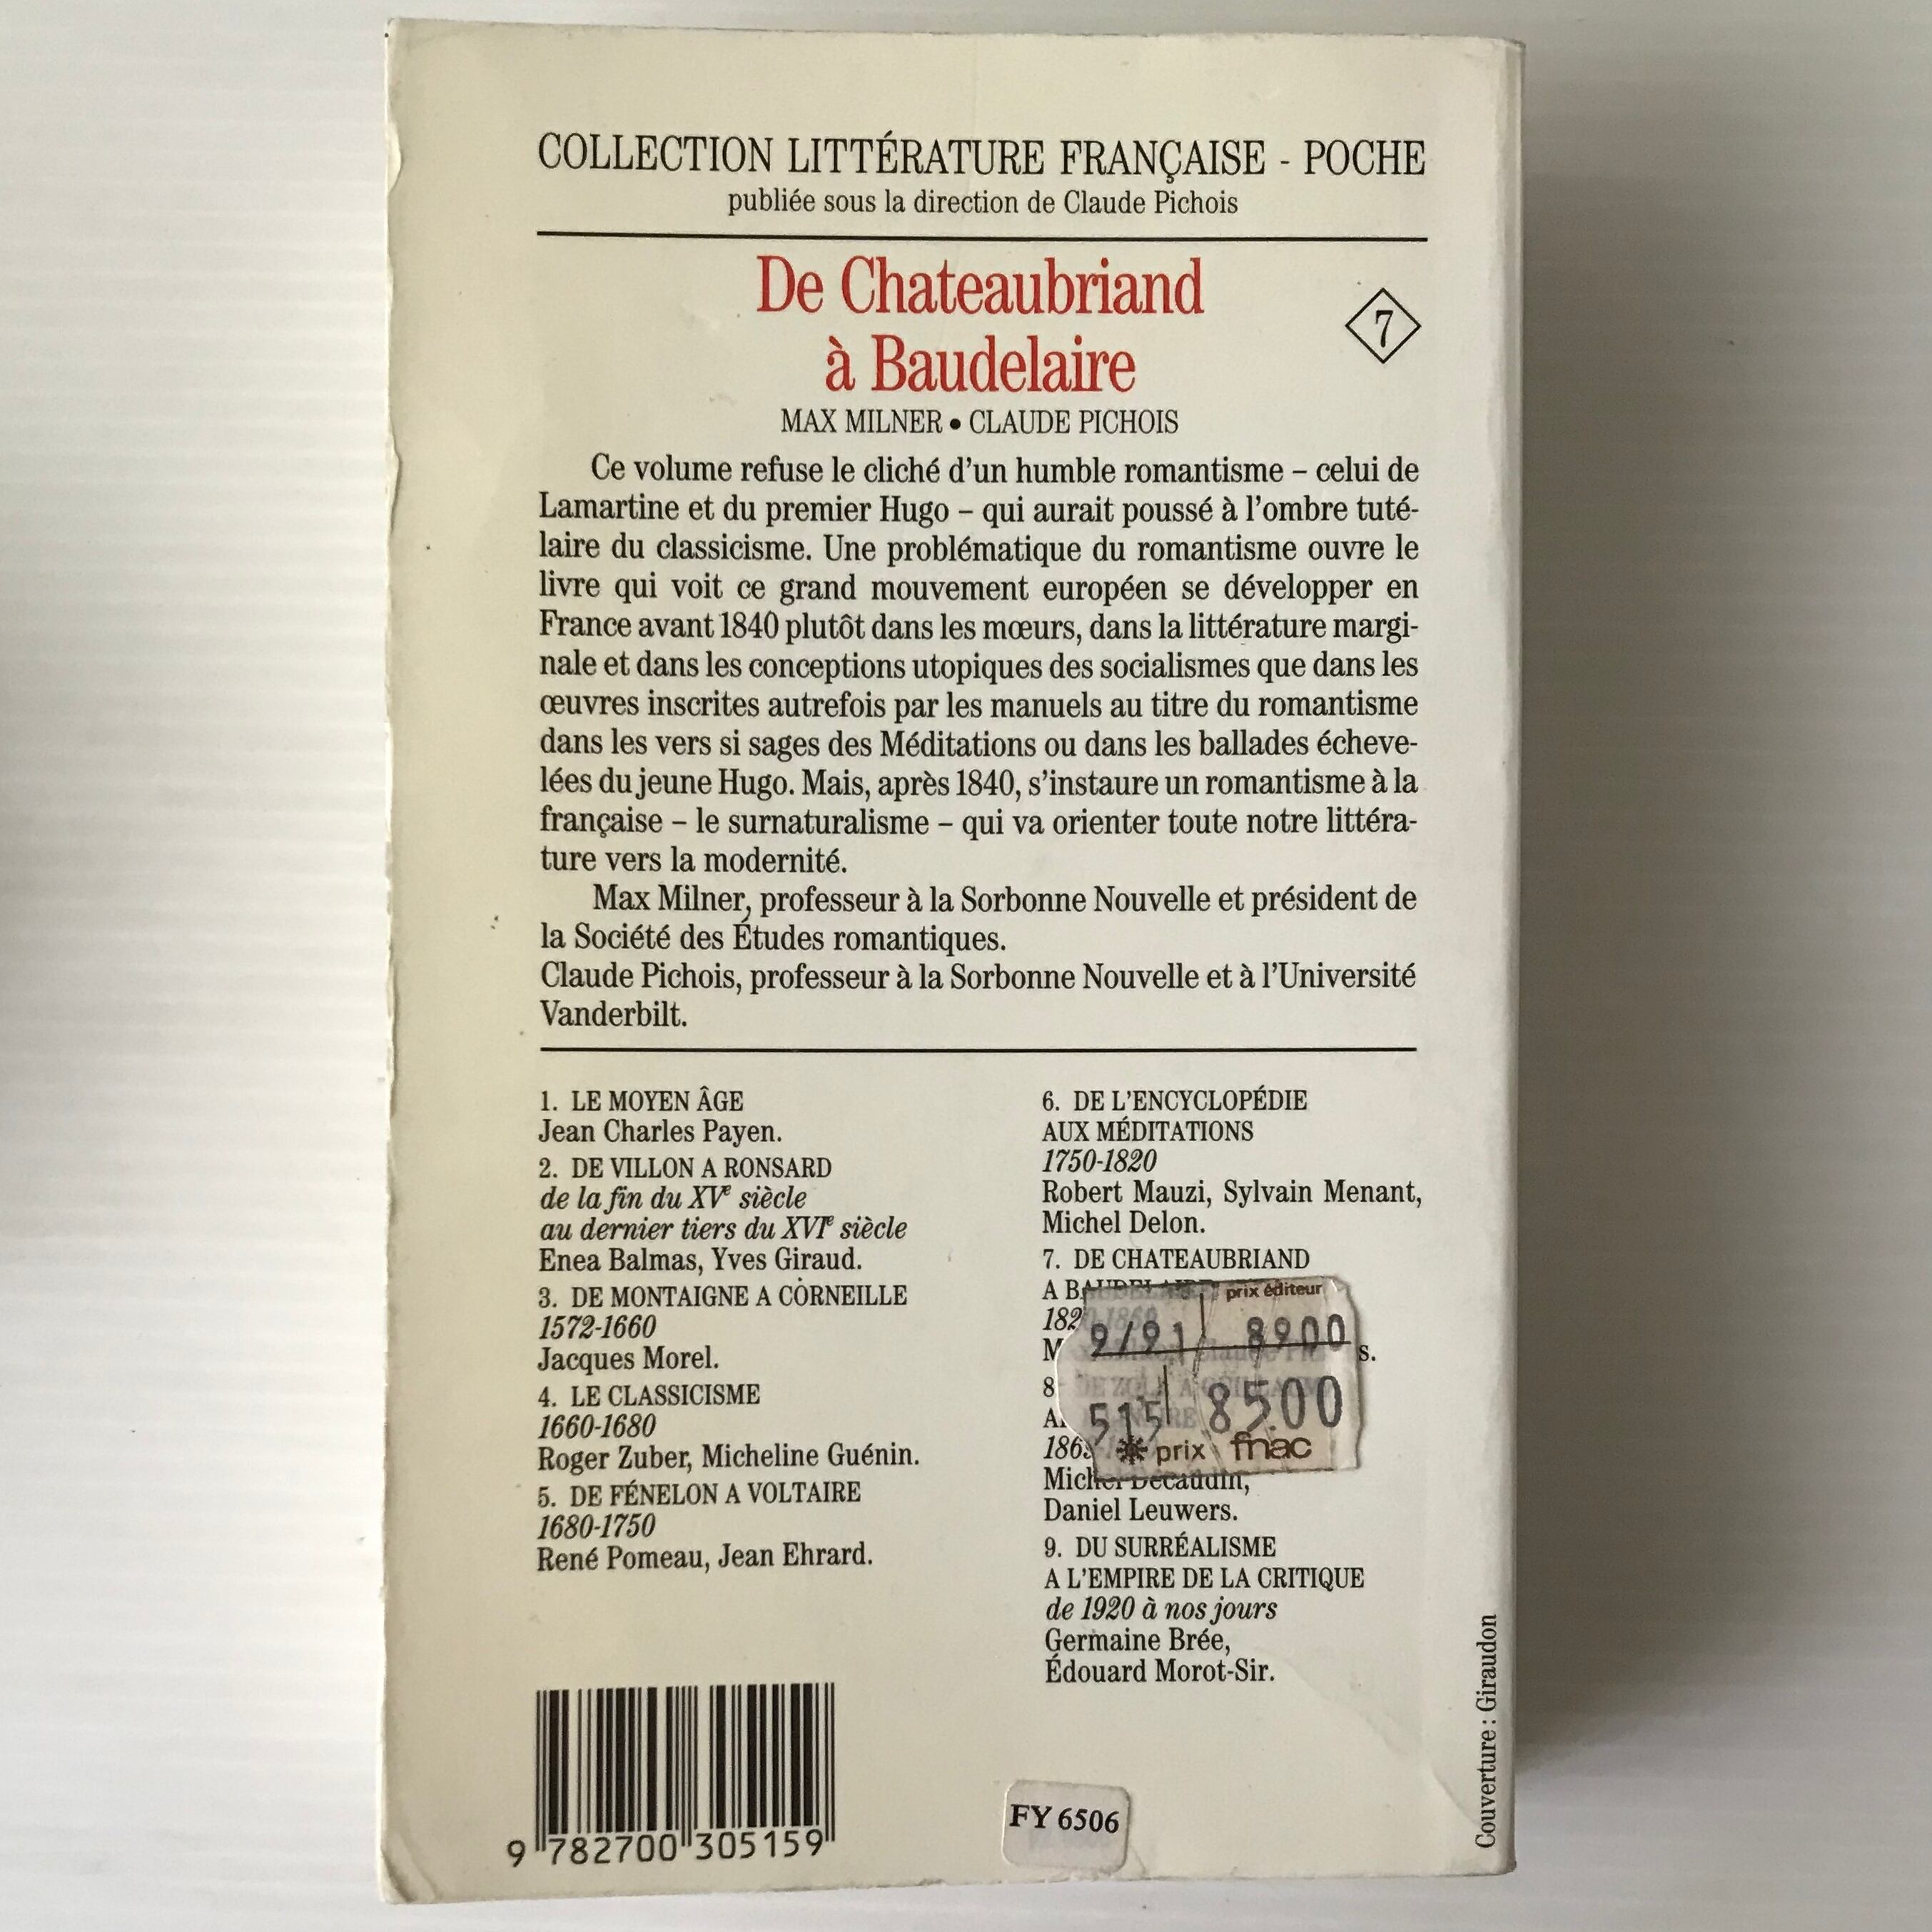 COLLECTION LITTÉRATURE FRANÇAISE - POCHE
publiée sous la direction de Claude Pichois
De Chateaubriand
à Baudelaire
7
MAX MILNER • CLAUDE PICHOIS
Ce volume refuse le cliché d'un humble romantisme – celui de
Lamartine et du premier Hugo – qui aurait poussé à l'ombre tuté-
laire du classicisme. Une problématique du romantisme ouvre le
livre qui voit ce grand mouvement européen se développer en
France avant 1840 plutôt dans les mœurs, dans la littérature margi-
nale et dans les conceptions utopiques des socialismes que dans les
œuvres inscrites autrefois par les manuels au titre du romantisme
dans les vers si sages des Méditations ou dans les ballades écheve-
lées du jeune Hugo. Mais, après 1840, s'instaure un romantisme à la
française – le surnaturalisme – qui va orienter toute notre littéra-
ture vers la modernité.
Max Milner, professeur à la Sorbonne Nouvelle et président de
la Société des Études romantiques.
Claude Pichois, professeur à la Sorbonne Nouvelle et à l'Université
Vanderbilt.
1. LE MOYEN ÂGE
Jean Charles Payen.
2. DE VILLON A RONSARD
de la fin du XVe siècle
au dernier tiers du XVIe siècle
Enea Balmas, Yves Giraud.
3. DE MONTAIGNE A CORNEILLE
1572-1660
Jacques Morel.
4. LE CLASSICISME
1660-1680
Roger Zuber, Micheline Guénin.
5. DE FÉNELON A VOLTAIRE
1680-1750
René Pomeau, Jean Ehrard.
6. DE L'ENCYCLOPÉDIE
AUX MÉDITATIONS
1750-1820
Robert Mauzi, Sylvain Menant,
Michel Delon.
7. DE CHATEAUBRIAND
A BAUDELAIRE
prix éditeur
9/91 8900
515 8500
prix fnac
8
Michel Décaudin,
Daniel Leuwers.
9. DU SURRÉALISME
A L'EMPIRE DE LA CRITIQUE
de 1920 à nos jours
Germaine Brée,
Édouard Morot-Sir.
Couverture : Giraudon
9 782700 305159
FY 6506